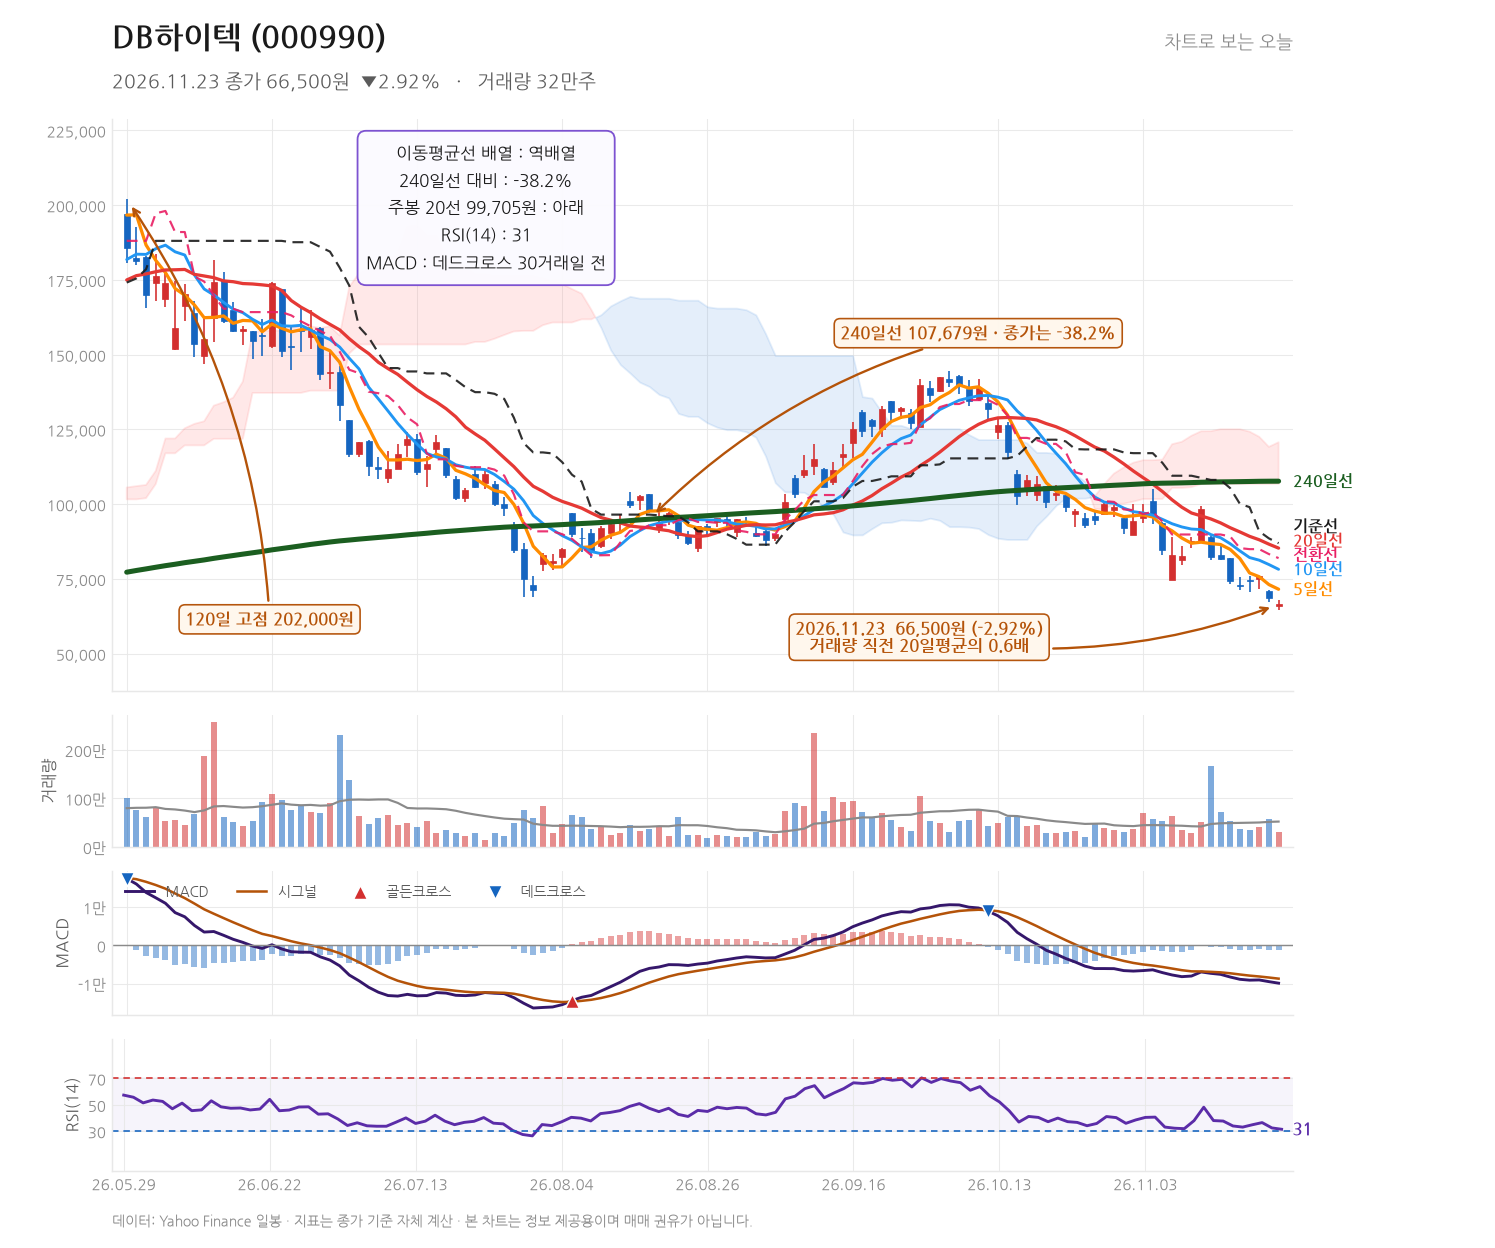 DB하이텍 (000990)
차트로 보는 오늘
2026.11.23 종가 66,500원 ▼2.92% · 거래량 32만주
225,000
200,000
175,000
150,000
125,000
100,000
75,000
50,000
이동평균선 배열 : 역배열
240일선 대비 : -38.2%
주봉 20선 99,705원 : 아래
RSI(14) : 31
MACD : 데드크로스 30거래일 전
240일선 107,679원 · 종가는 -38.2%
120일 고점 202,000원
2026.11.23 66,500원 (-2.92%)
거래량 직전 20일평균의 0.6배
240일선
기준선
20일선
전환선
10일선
5일선
거래량
200만
100만
0만
MACD
MACD
시그널
골든크로스
데드크로스
1만
0
-1만
RSI(14)
70
50
30
31
26.05.29
26.06.22
26.07.13
26.08.04
26.08.26
26.09.16
26.10.13
26.11.03
데이터: Yahoo Finance 일봉 · 지표는 종가 기준 자체 계산 · 본 차트는 정보 제공용이며 매매 권유가 아닙니다.